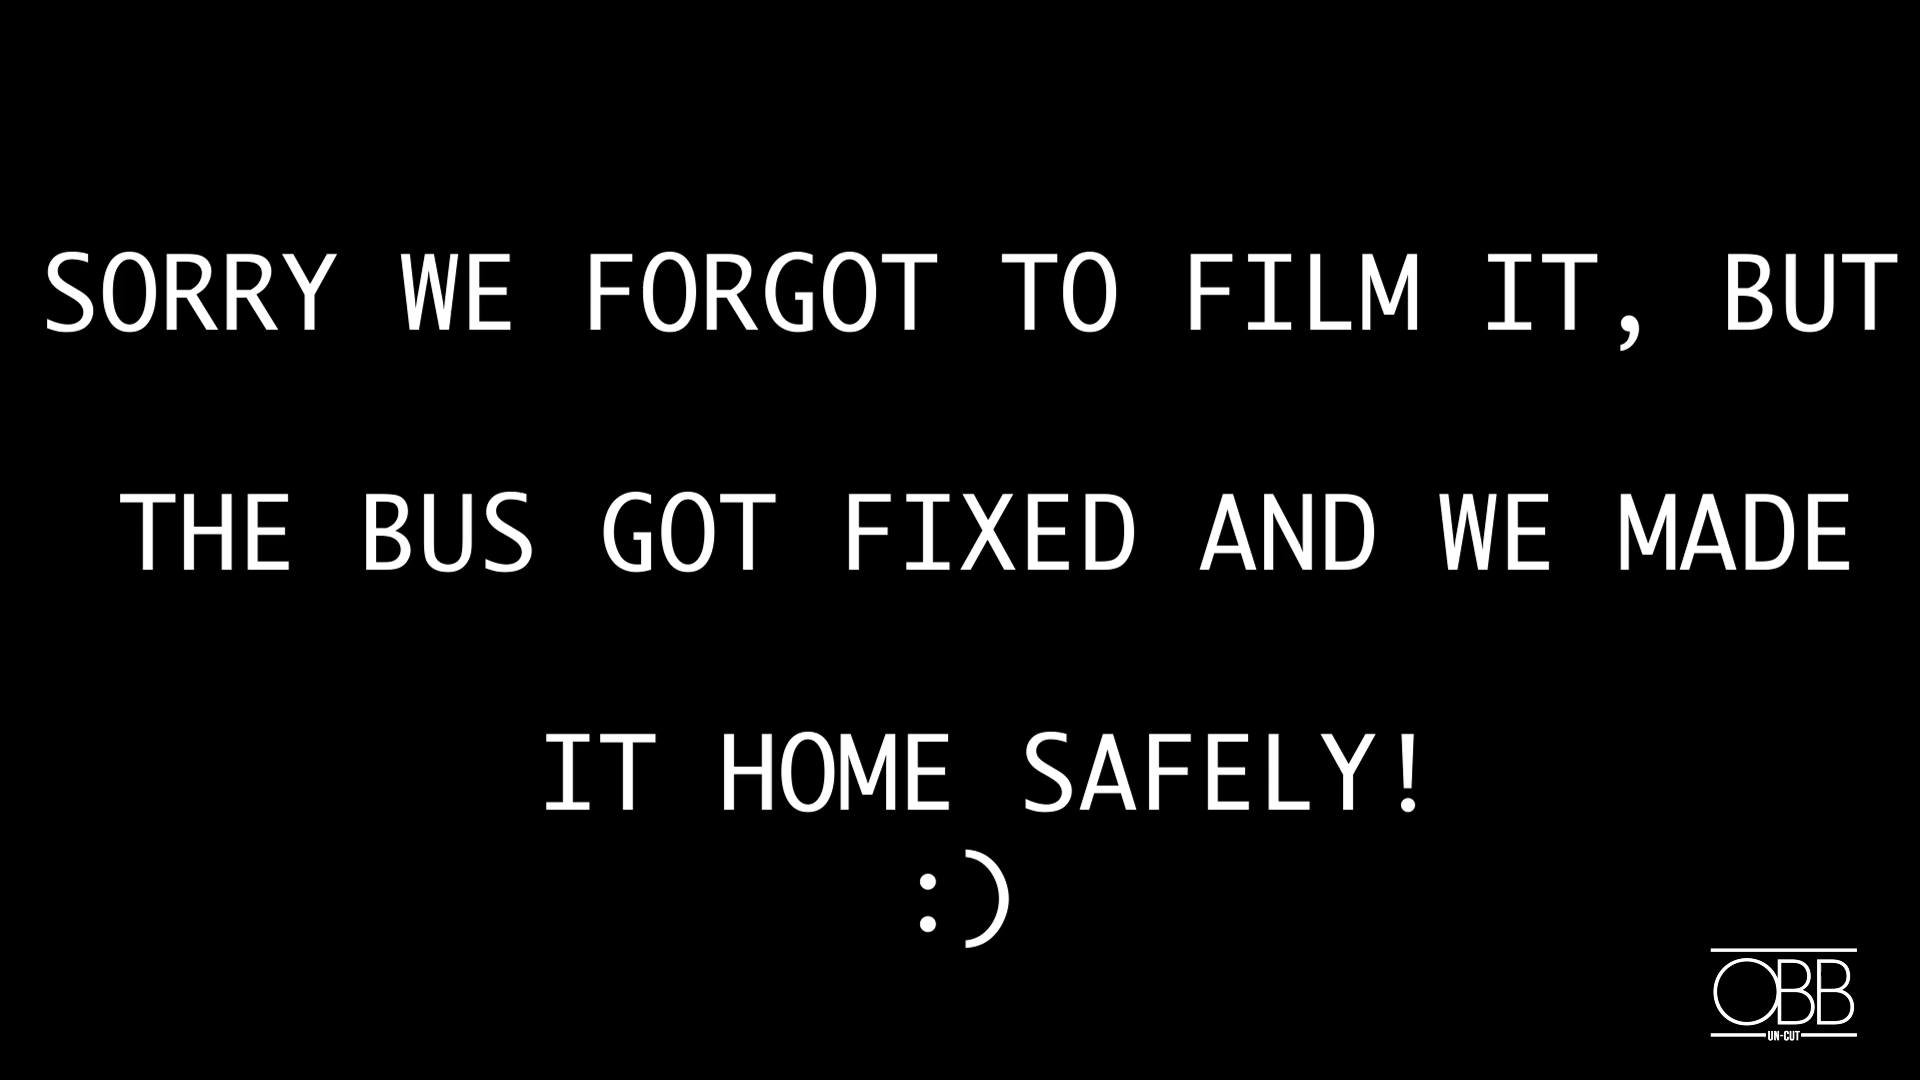 SORRY WE FORGOT TO FILM IT, BUT
THE BUS GOT FIXED AND WE MADE
IT HOME SAFELY!
:)
OBB
UN-CUT